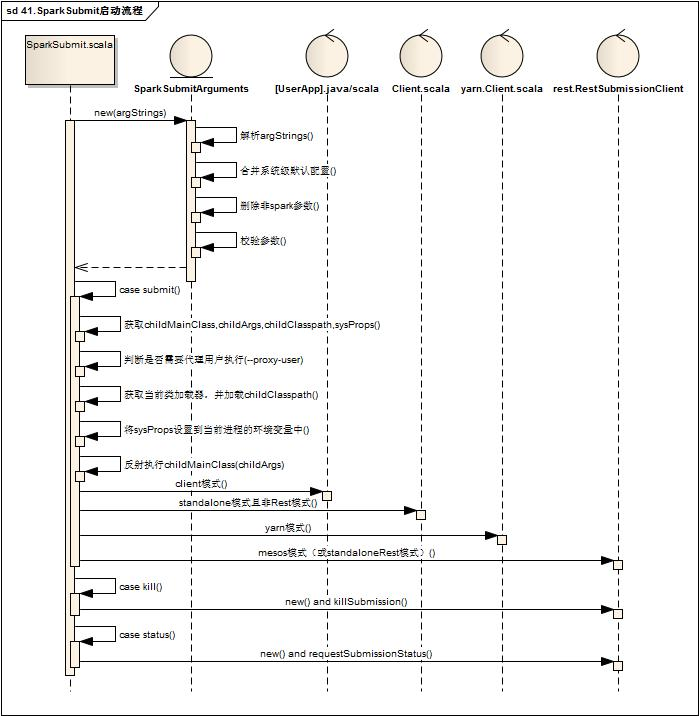 sd 41.SparkSubmit启动流程
SparkSubmit.scala
SparkSubmitArguments
[UserApp].java/scala
Client.scala
yarn.Client.scala
rest.RestSubmissionClient
new(argStrings)
解析argStrings()
合并系统级默认配置()
删除非spark参数()
校验参数()
case submit()
获取childMainClass,childArgs,childClasspath,sysProps()
判断是否需要代理用户执行(--proxy-user)
获取当前类加载器，并加载childClasspath()
将sysProps设置到当前进程的环境变量中()
反射执行childMainClass(childArgs)
client模式()
standalone模式且非Rest模式()
yarn模式()
mesos模式（或standaloneRest模式）()
case kill()
new() and killSubmission()
case status()
new() and requestSubmissionStatus()